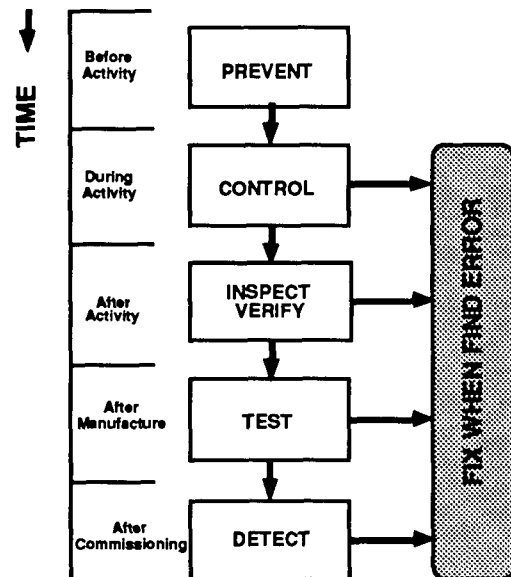 TIME
Before
Activity
PREVENT
During
Activity
CONTROL
After
Activity
INSPECT
VERIFY
After
Manufacture
TEST
After
Commissioning
DETECT
FIX WHEN FIND ERROR